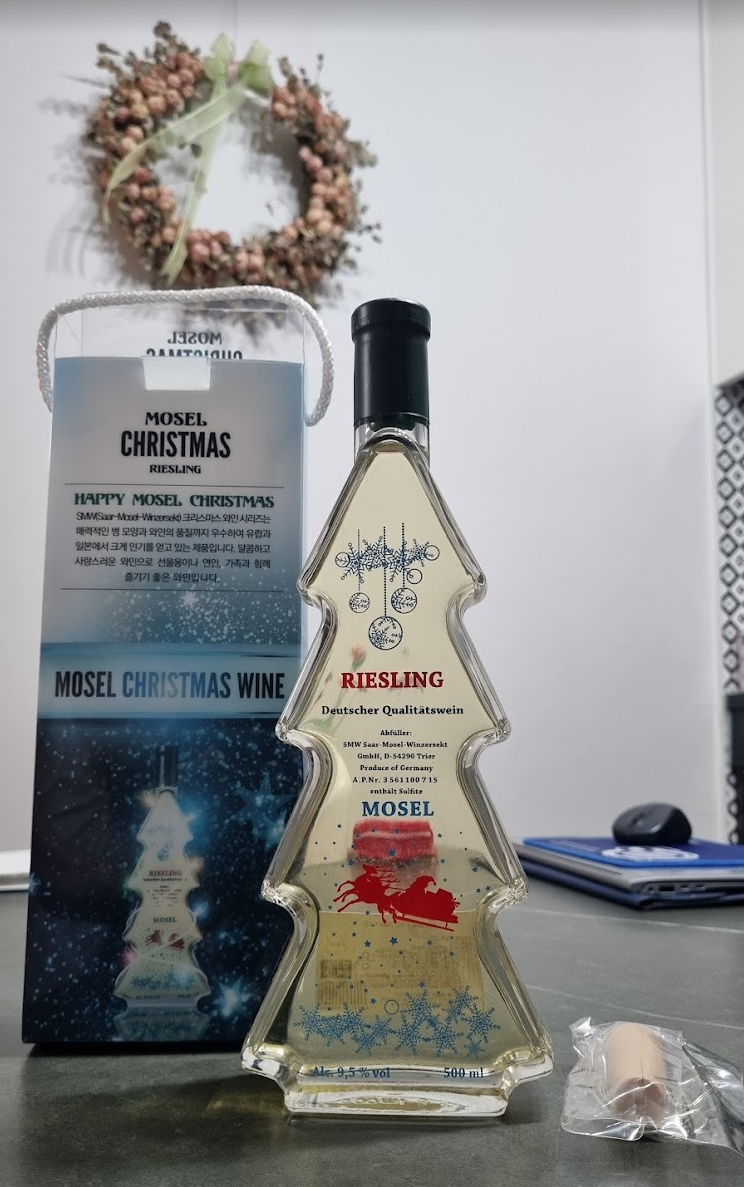 MOSEL
CHRISTMAS
MOSEL
CHRISTMAS
RIESLING
HAPPY MOSEL CHRISTMAS
SMW(Saar-Mosel-Winzersekt) 크리스마스 와인 시리즈는
매력적인 병 모양과 와인의 품질까지 우수하여 유럽과
일본에서 크게 인기를 얻고 있는 제품입니다. 달콤하고
사랑스러운 와인으로 선물용이나 연인, 가족과 함께
즐기기 좋은 와인입니다.
MOSEL CHRISTMAS WINE
RIESLING
MOSEL
RIESLING
Deutscher Qualitätswein
Abfüller:
SMW Saar-Mosel-Winzersekt
GmbH, D-54290 Trier
Produce of Germany
A.P.Nr. 3 561 100 7 15
enthält Sulfite
MOSEL
Alc. 9,5 % vol 500 ml